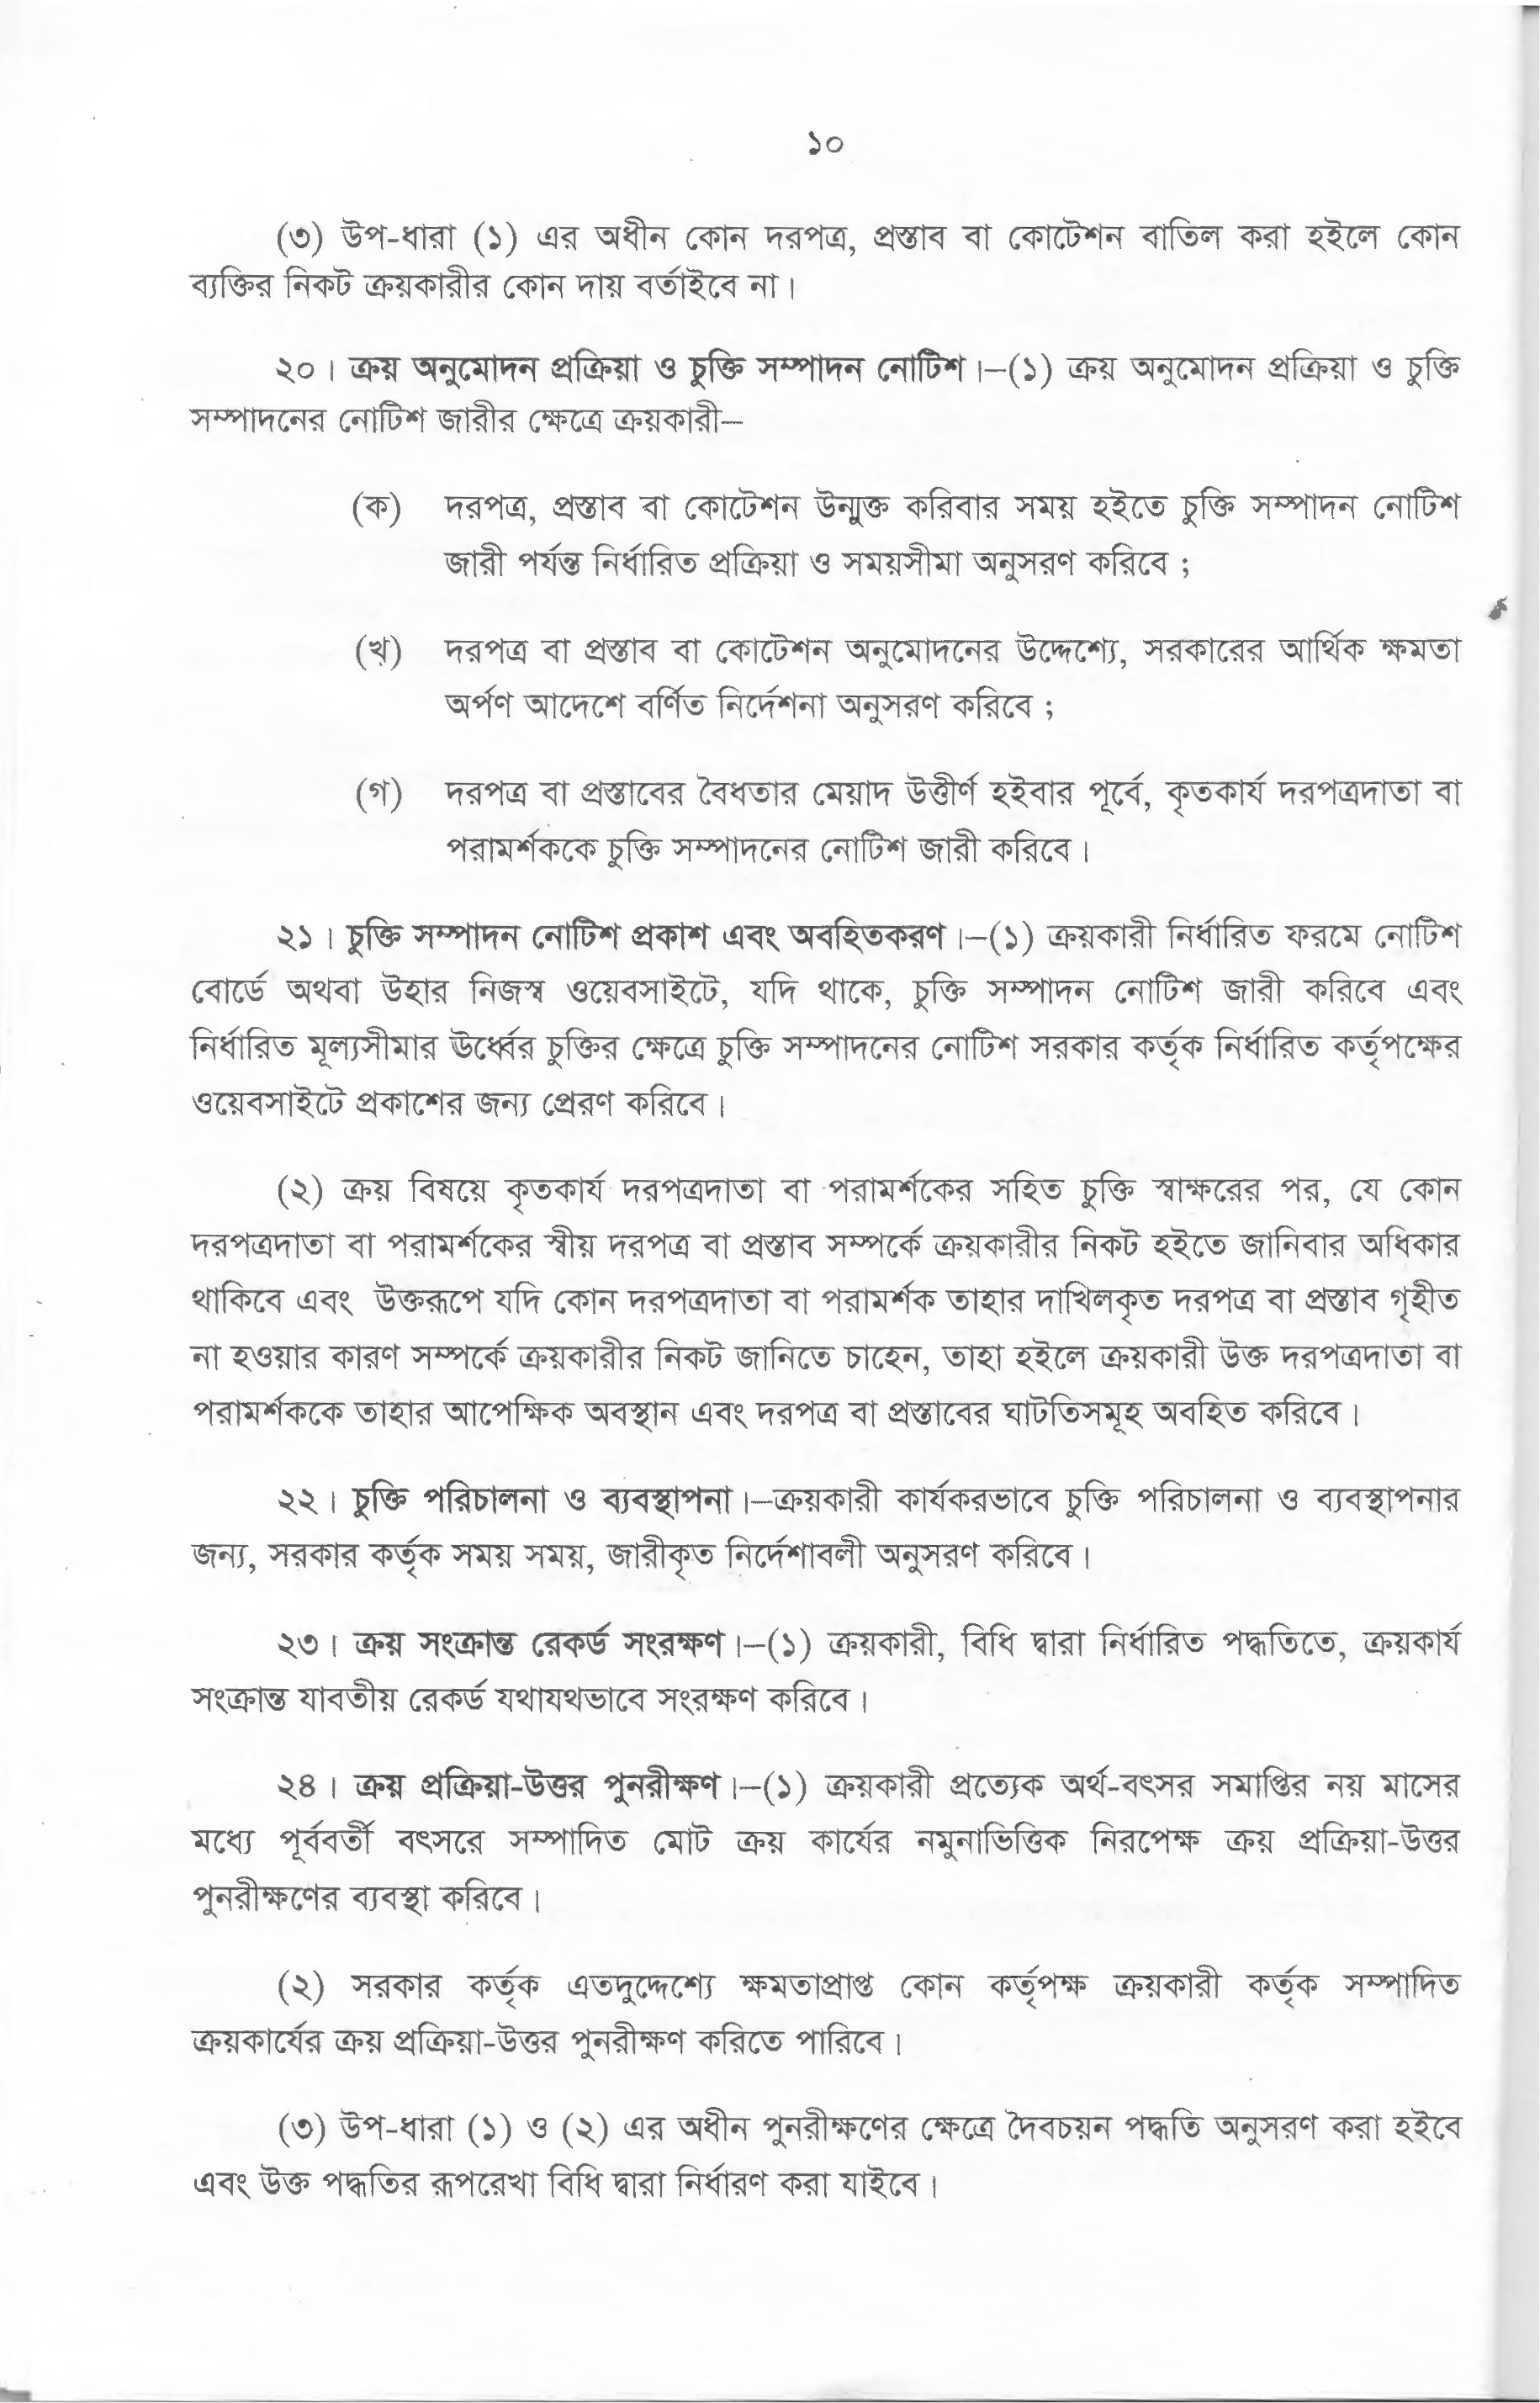 ১০
(৩) উপ-ধারা (১) এর অধীন কোন দরপত্র, প্রস্তাব বা কোটেশন বাতিল করা হইলে কোন
ব্যক্তির নিকট ক্রয়কারীর কোন দায় বর্তাইবে না।
২০। ক্রয় অনুমোদন প্রক্রিয়া ও চুক্তি সম্পাদন নোটিশ।–(১) ক্রয় অনুমোদন প্রক্রিয়া ও চুক্তি
সম্পাদনের নোটিশ জারীর ক্ষেত্রে ক্রয়কারী–
(ক) দরপত্র, প্রস্তাব বা কোটেশন উন্মুক্ত করিবার সময় হইতে চুক্তি সম্পাদন নোটিশ
জারী পর্যন্ত নির্ধারিত প্রক্রিয়া ও সময়সীমা অনুসরণ করিবে ;
(খ) দরপত্র বা প্রস্তাব বা কোটেশন অনুমোদনের উদ্দেশ্যে, সরকারের আর্থিক ক্ষমতা
অর্পণ আদেশে বর্ণিত নির্দেশনা অনুসরণ করিবে ;
(গ) দরপত্র বা প্রস্তাবের বৈধতার মেয়াদ উত্তীর্ণ হইবার পূর্বে, কৃতকার্য দরপত্রদাতা বা
পরামর্শককে চুক্তি সম্পাদনের নোটিশ জারী করিবে।
২১। চুক্তি সম্পাদন নোটিশ প্রকাশ এবং অবহিতকরণ।–(১) ক্রয়কারী নির্ধারিত ফরমে নোটিশ
বোর্ডে অথবা উহার নিজস্ব ওয়েবসাইটে, যদি থাকে, চুক্তি সম্পাদন নোটিশ জারী করিবে এবং
নির্ধারিত মূল্যসীমার ঊর্ধ্বের চুক্তির ক্ষেত্রে চুক্তি সম্পাদনের নোটিশ সরকার কর্তৃক নির্ধারিত কর্তৃপক্ষের
ওয়েবসাইটে প্রকাশের জন্য প্রেরণ করিবে।
(২) ক্রয় বিষয়ে কৃতকার্য দরপত্রদাতা বা পরামর্শকের সহিত চুক্তি স্বাক্ষরের পর, যে কোন
দরপত্রদাতা বা পরামর্শকের স্বীয় দরপত্র বা প্রস্তাব সম্পর্কে ক্রয়কারীর নিকট হইতে জানিবার অধিকার
থাকিবে এবং উক্তরূপে যদি কোন দরপত্রদাতা বা পরামর্শক তাহার দাখিলকৃত দরপত্র বা প্রস্তাব গৃহীত
না হওয়ার কারণ সম্পর্কে ক্রয়কারীর নিকট জানিতে চাহেন, তাহা হইলে ক্রয়কারী উক্ত দরপত্রদাতা বা
পরামর্শককে তাহার আপেক্ষিক অবস্থান এবং দরপত্র বা প্রস্তাবের ঘাটতিসমূহ অবহিত করিবে।
২২। চুক্তি পরিচালনা ও ব্যবস্থাপনা।–ক্রয়কারী কার্যকরভাবে চুক্তি পরিচালনা ও ব্যবস্থাপনার
জন্য, সরকার কর্তৃক সময় সময়, জারীকৃত নির্দেশাবলী অনুসরণ করিবে।
২৩। ক্রয় সংক্রান্ত রেকর্ড সংরক্ষণ।–(১) ক্রয়কারী, বিধি দ্বারা নির্ধারিত পদ্ধতিতে, ক্রয়কার্য
সংক্রান্ত যাবতীয় রেকর্ড যথাযথভাবে সংরক্ষণ করিবে।
২৪। ক্রয় প্রক্রিয়া-উত্তর পুনরীক্ষণ।–(১) ক্রয়কারী প্রত্যেক অর্থ-বৎসর সমাপ্তির নয় মাসের
মধ্যে পূর্ববর্তী বৎসরে সম্পাদিত মোট ক্রয় কার্যের নমুনাভিত্তিক নিরপেক্ষ ক্রয় প্রক্রিয়া-উত্তর
পুনরীক্ষণের ব্যবস্থা করিবে।
(২) সরকার কর্তৃক এতদুদ্দেশ্যে ক্ষমতাপ্রাপ্ত কোন কর্তৃপক্ষ ক্রয়কারী কর্তৃক সম্পাদিত
ক্রয়কার্যের ক্রয় প্রক্রিয়া-উত্তর পুনরীক্ষণ করিতে পারিবে।
(৩) উপ-ধারা (১) ও (২) এর অধীন পুনরীক্ষণের ক্ষেত্রে দৈবচয়ন পদ্ধতি অনুসরণ করা হইবে
এবং উক্ত পদ্ধতির রূপরেখা বিধি দ্বারা নির্ধারণ করা যাইবে।